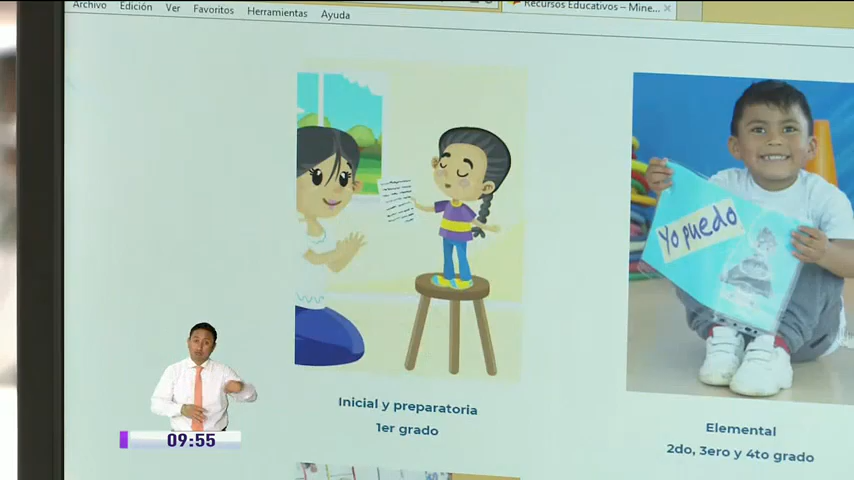 Archivo Edición Ver Favoritos Herramientas Ayuda
Recursos Educativos – Mine...
Yo puedo
Inicial y preparatoria
1er grado
Elemental
2do, 3ero y 4to grado
09:55